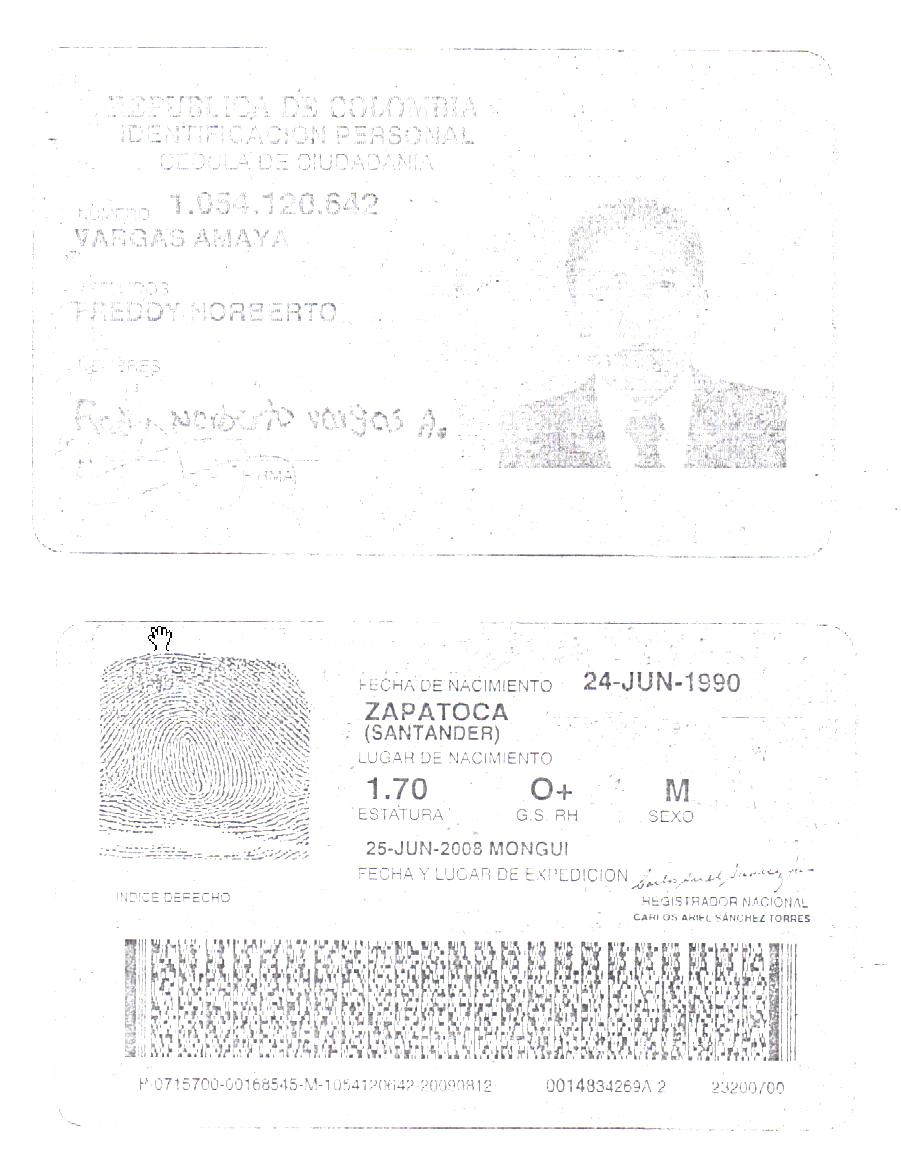 REPUBLICA DE COLOMBIA
IDENTIFICACION PERSONAL
CEDULA DE CIUDADANIA
NUMERO 1.054.120.642
VARGAS AMAYA
APELLIDOS
FREDDY NORBERTO
NOMBRES
Norberto vargas A.
FIRMA
FECHA DE NACIMIENTO 24-JUN-1990
ZAPATOCA
(SANTANDER)
LUGAR DE NACIMIENTO
1.70 O+ M
ESTATURA G.S. RH SEXO
25-JUN-2008 MONGUI
FECHA Y LUGAR DE EXPEDICION
INDICE DERECHO
REGISTRADOR NACIONAL
CARLOS ARIEL SÁNCHEZ TORRES
P-0715700-00168545-M-1054120642-20090812 0014834269A 2 23200700